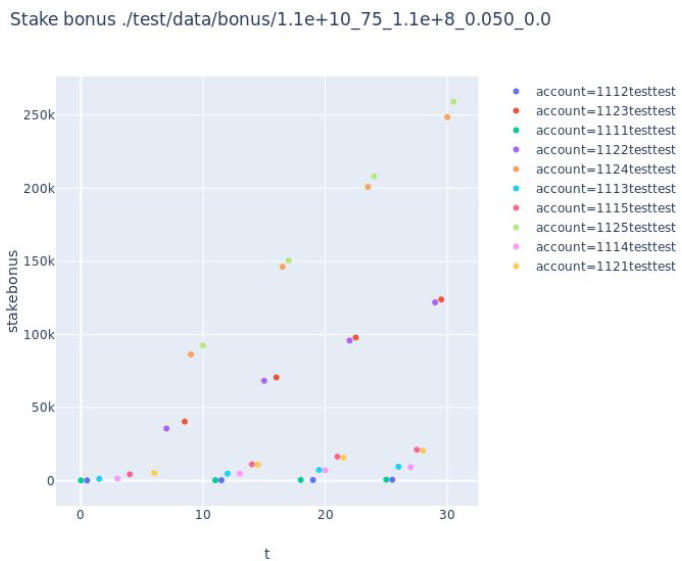 Stake bonus ./test/data/bonus/1.1e+10_75_1.1e+8_0.050_0.0
250k
200k
150k
100k
50k
0
stakebonus
0 10 20 30
t
account=1112testtest
account=1123testtest
account=1111testtest
account=1122testtest
account=1124testtest
account=1113testtest
account=1115testtest
account=1125testtest
account=1114testtest
account=1121testtest